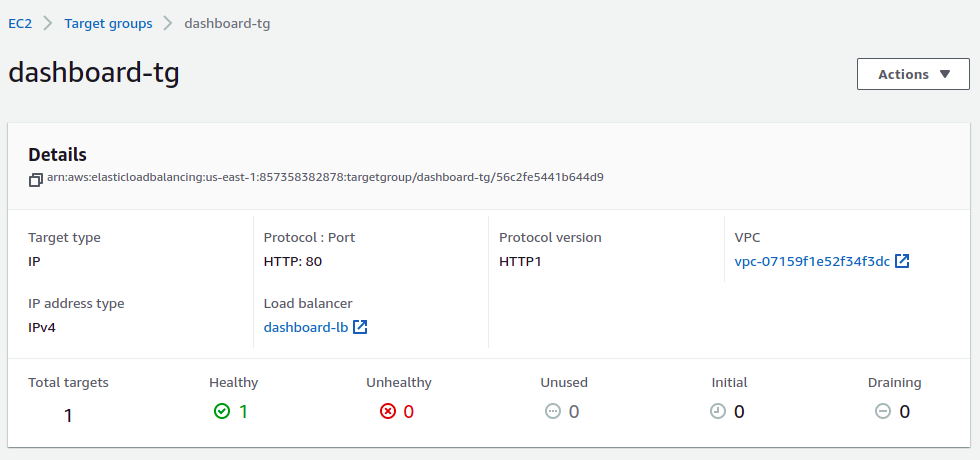 EC2 Target groups dashboard-tg
dashboard-tg
Actions
Details
arn:aws:elasticloadbalancing:us-east-1:857358382878:targetgroup/dashboard-tg/56c2fe5441b644d9
Target type Protocol : Port Protocol version VPC
IP HTTP: 80 HTTP1 vpc-07159f1e52f34f3dc
IP address type Load balancer
IPv4 dashboard-lb
Total targets Healthy Unhealthy Unused Initial Draining
1 1 0 0 0 0